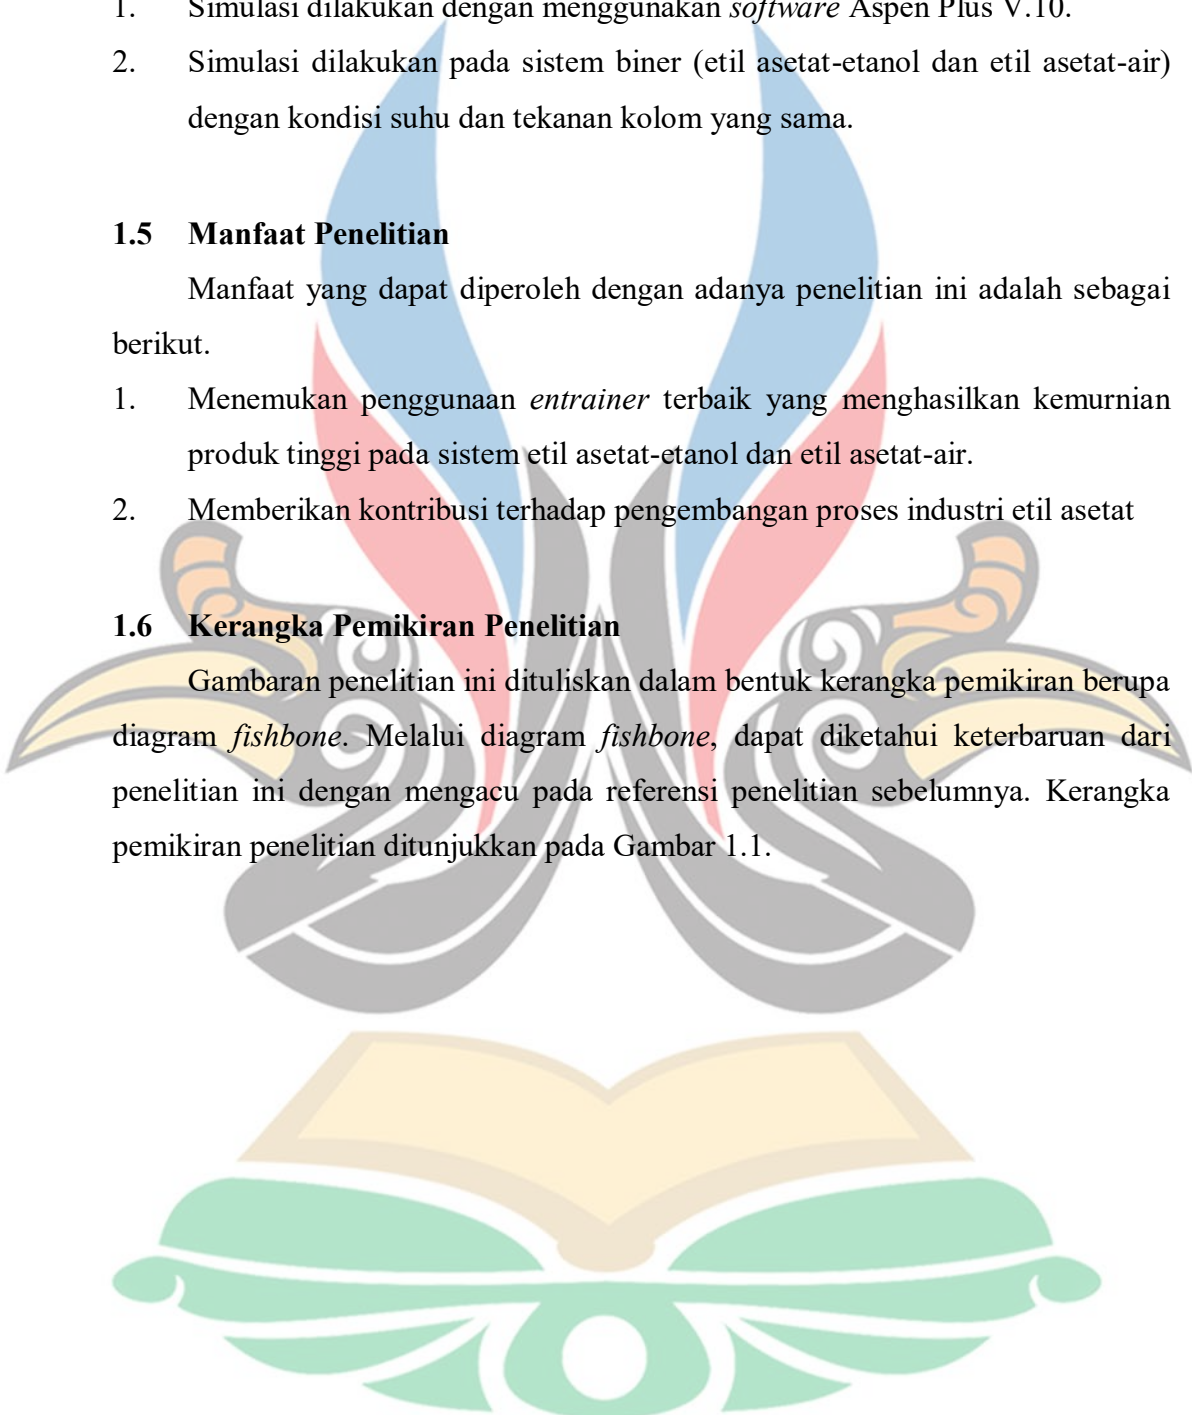 1. Simulasi dilakukan dengan menggunakan software Aspen Plus V.10.
2. Simulasi dilakukan pada sistem biner (etil asetat-etanol dan etil asetat-air)
dengan kondisi suhu dan tekanan kolom yang sama.
1.5 Manfaat Penelitian
Manfaat yang dapat diperoleh dengan adanya penelitian ini adalah sebagai
berikut.
1. Menemukan penggunaan entrainer terbaik yang menghasilkan kemurnian
produk tinggi pada sistem etil asetat-etanol dan etil asetat-air.
2. Memberikan kontribusi terhadap pengembangan proses industri etil asetat
1.6 Kerangka Pemikiran Penelitian
Gambaran penelitian ini dituliskan dalam bentuk kerangka pemikiran berupa
diagram fishbone. Melalui diagram fishbone, dapat diketahui keterbaruan dari
penelitian ini dengan mengacu pada referensi penelitian sebelumnya. Kerangka
pemikiran penelitian ditunjukkan pada Gambar 1.1.